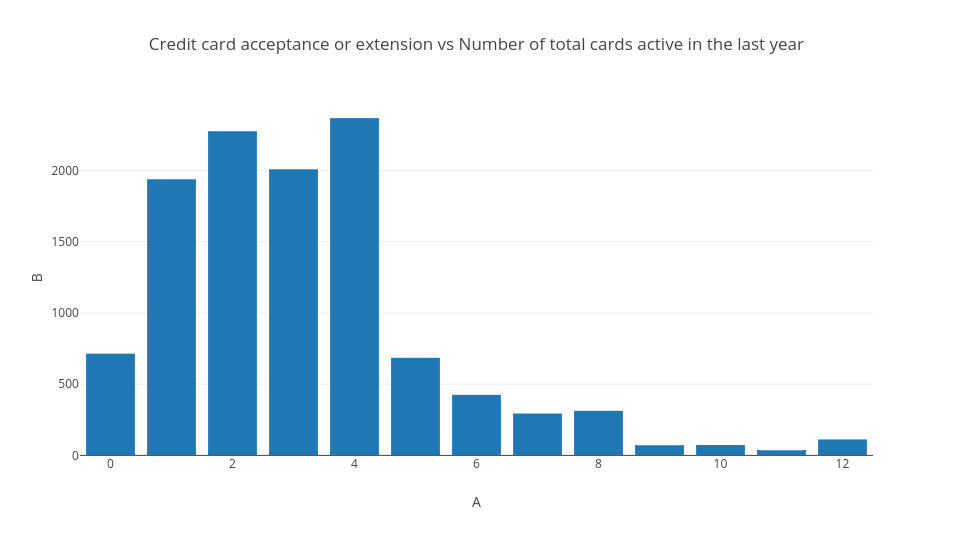 Credit card acceptance or extension vs Number of total cards active in the last year
2000
1500
1000
500
0
B
0 2 4 6 8 10 12
A